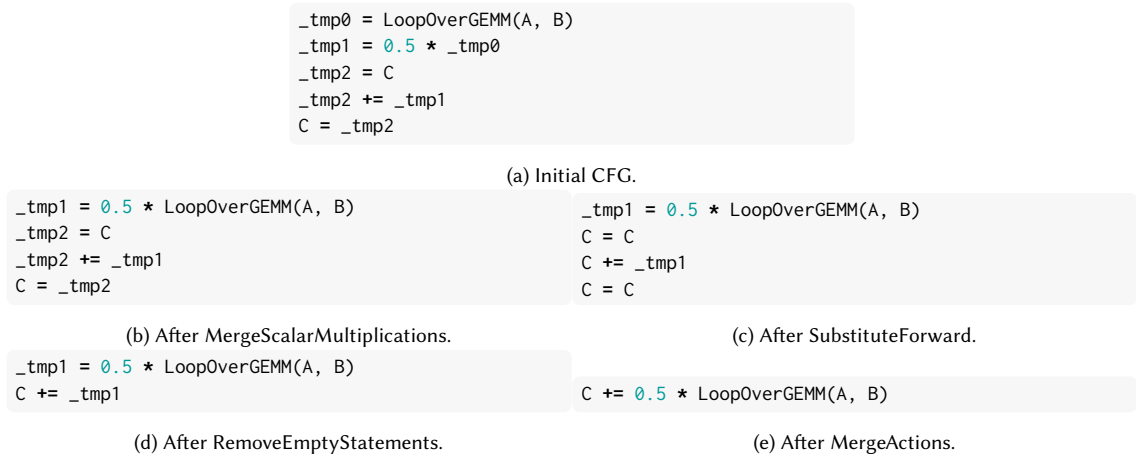 _tmp0 = LoopOverGEMM(A, B)
_tmp1 = 0.5 * _tmp0
_tmp2 = C
_tmp2 += _tmp1
C = _tmp2
(a) Initial CFG.
_tmp1 = 0.5 * LoopOverGEMM(A, B)
_tmp2 = C
_tmp2 += _tmp1
C = _tmp2
(b) After MergeScalarMultiplications.
_tmp1 = 0.5 * LoopOverGEMM(A, B)
C = C
C += _tmp1
C = C
(c) After SubstituteForward.
_tmp1 = 0.5 * LoopOverGEMM(A, B)
C += _tmp1
(d) After RemoveEmptyStatements.
C += 0.5 * LoopOverGEMM(A, B)
(e) After MergeActions.